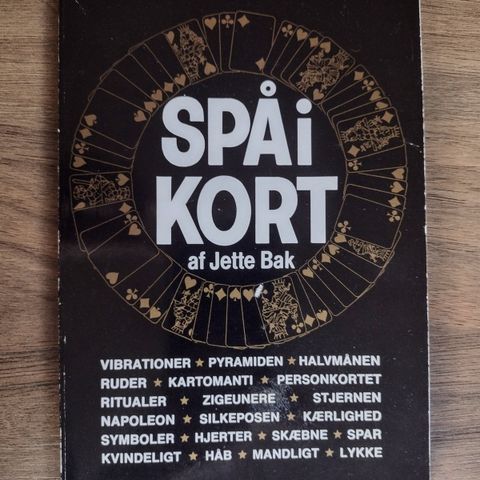 SPÅ i
KORT
af Jette Bak
VIBRATIONER ★ PYRAMIDEN ★ HALVMÅNEN
RUDER ★ KARTOMANTI ★ PERSONKORTET
RITUALER ★ ZIGEUNERE ★ STJERNEN
NAPOLEON ★ SILKEPOSEN ★ KÆRLIGHED
SYMBOLER ★ HJERTER ★ SKÆBNE ★ SPAR
KVINDELIGT ★ HÅB ★ MANDLIGT ★ LYKKE